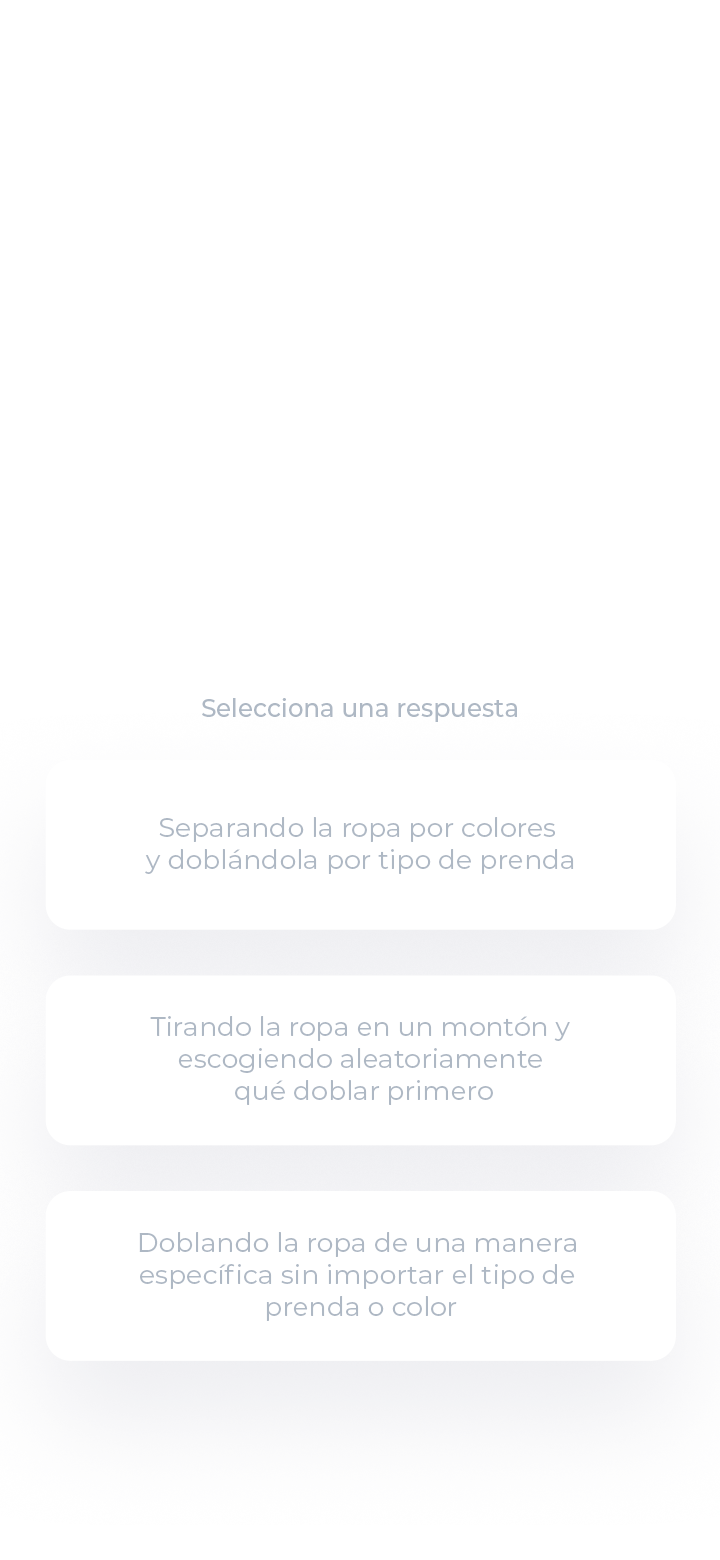 Selecciona una respuesta
Separando la ropa por colores
y doblándola por tipo de prenda
Tirando la ropa en un montón y
escogiendo aleatoriamente
qué doblar primero
Doblando la ropa de una manera
específica sin importar el tipo de
prenda o color